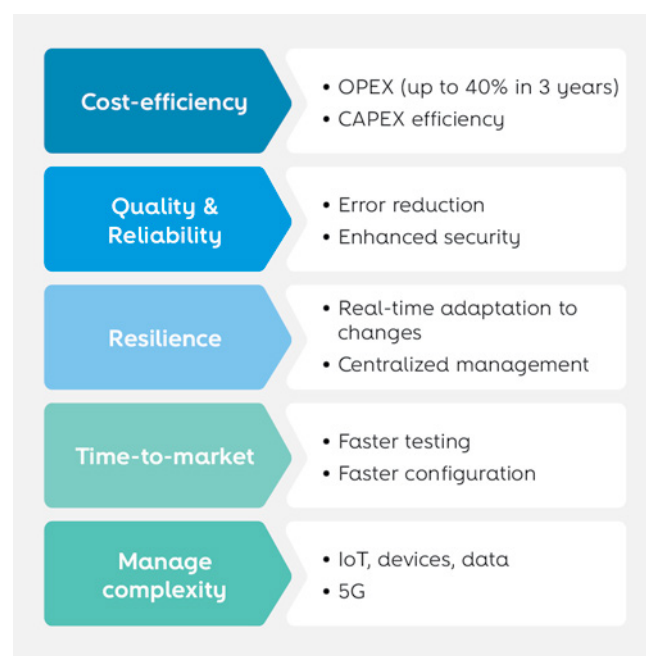 Cost-efficiency
• OPEX (up to 40% in 3 years)
• CAPEX efficiency
Quality &
Reliability
• Error reduction
• Enhanced security
Resilience
• Real-time adaptation to
changes
• Centralized management
Time-to-market
• Faster testing
• Faster configuration
Manage
complexity
• IoT, devices, data
• 5G